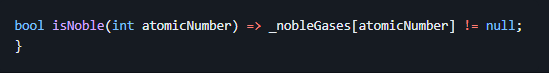 bool isNoble(int atomicNumber) => _nobleGases[atomicNumber] != null;
}